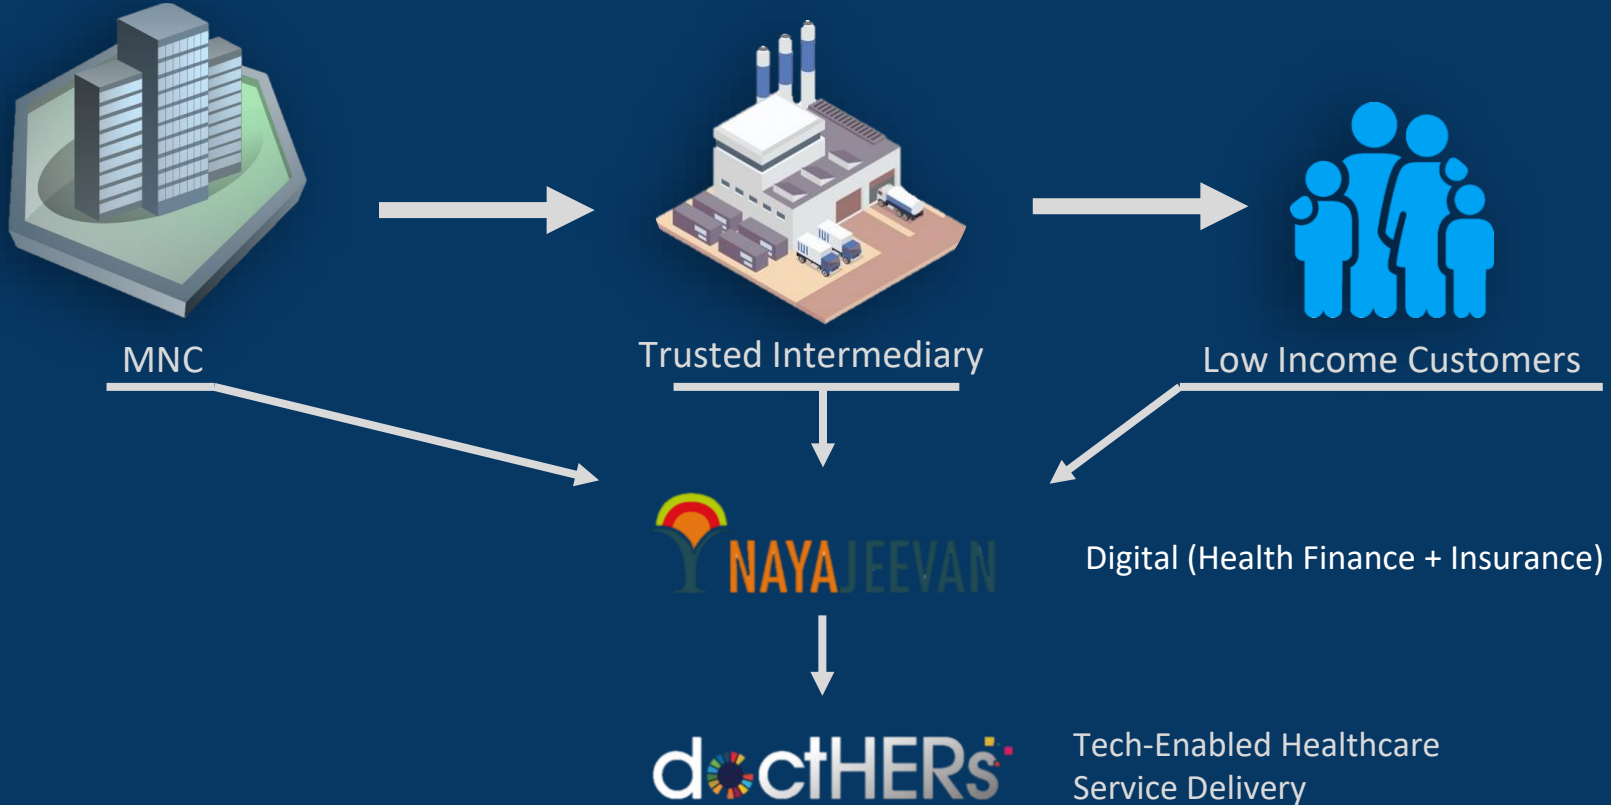 MNC
Trusted Intermediary
Low Income Customers
NAYAJEEVAN
Digital (Health Finance + Insurance)
doctHERs
Tech-Enabled Healthcare
Service Delivery